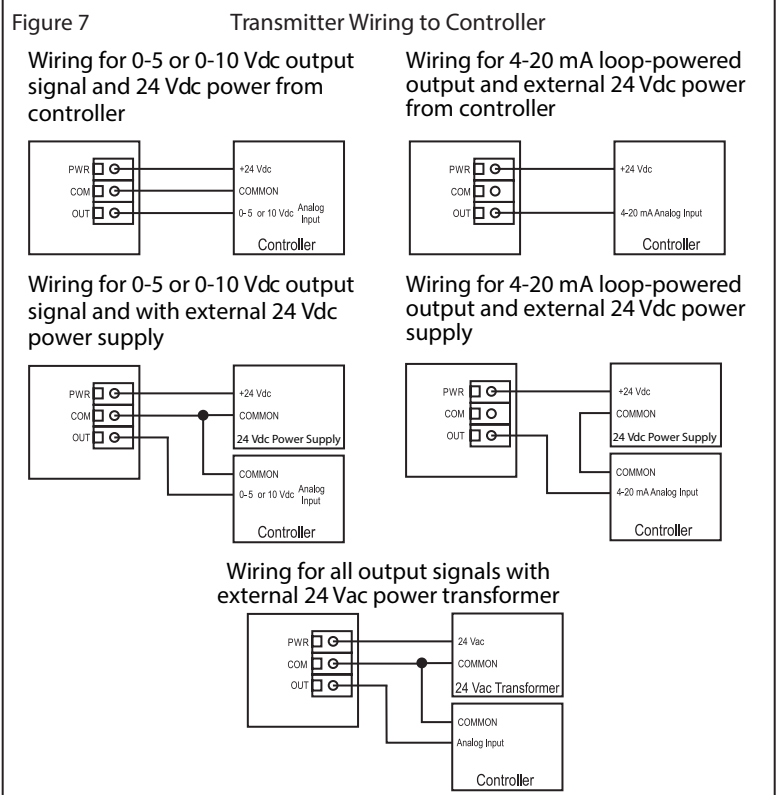 Figure 7 Transmitter Wiring to Controller
Wiring for 0-5 or 0-10 Vdc output
signal and 24 Vdc power from
controller
PWR
COM
OUT
+24 Vdc
COMMON
0-5 or 10 Vdc Analog
Input
Controller
Wiring for 4-20 mA loop-powered
output and external 24 Vdc power
from controller
PWR
COM
OUT
+24 Vdc
4-20 mA Analog Input
Controller
Wiring for 0-5 or 0-10 Vdc output
signal and with external 24 Vdc
power supply
PWR
COM
OUT
+24 Vdc
COMMON
24 Vdc Power Supply
COMMON
0-5 or 10 Vdc Analog
Input
Controller
Wiring for 4-20 mA loop-powered
output and external 24 Vdc power
supply
PWR
COM
OUT
+24 Vdc
COMMON
24 Vdc Power Supply
COMMON
4-20 mA Analog Input
Controller
Wiring for all output signals with
external 24 Vac power transformer
PWR
COM
OUT
24 Vac
COMMON
24 Vac Transformer
COMMON
Analog Input
Controller